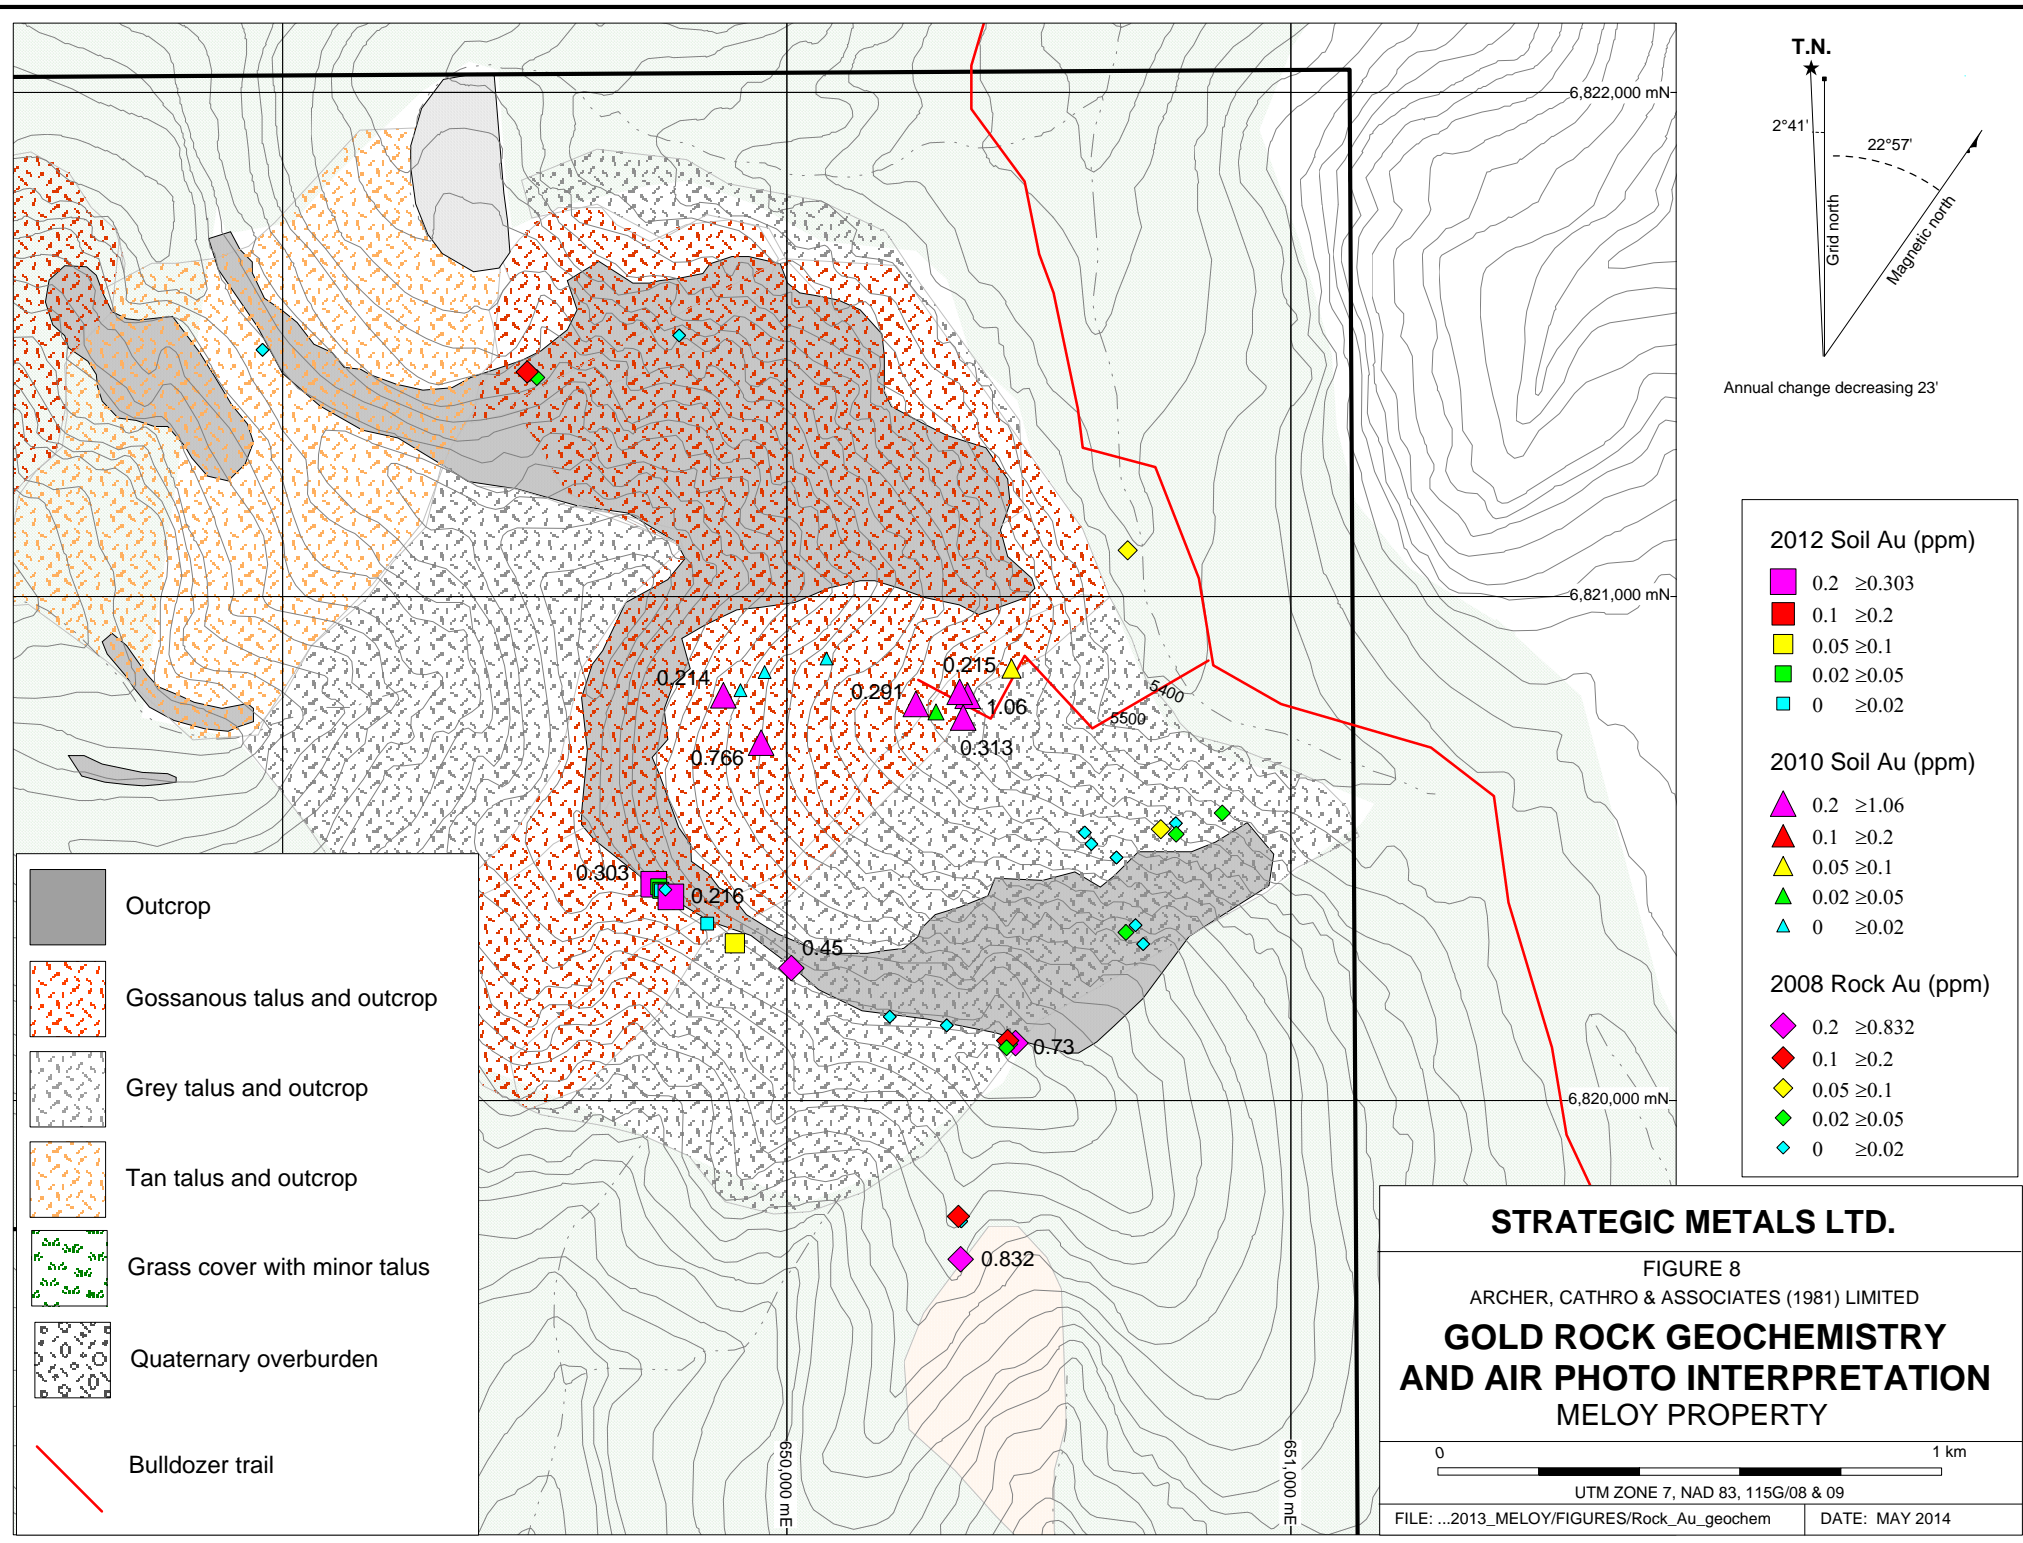 T.N.
6,822,000 mN
2°41'
22°57'
Grid north
Magnetic north
Annual change decreasing 23'
6,821,000 mN
2012 Soil Au (ppm)
0.2 ≥0.303
0.1 ≥0.2
0.05 ≥0.1
0.02 ≥0.05
0 ≥0.02
2010 Soil Au (ppm)
0.2 ≥1.06
0.1 ≥0.2
0.05 ≥0.1
0.02 ≥0.05
0 ≥0.02
2008 Rock Au (ppm)
0.2 ≥0.832
0.1 ≥0.2
0.05 ≥0.1
0.02 ≥0.05
0 ≥0.02
0.215
0.214
0.291
5400
1.06
5500
0.313
0.766
0.303
0.216
0.45
0.73
6,820,000 mN
0.832
650,000 mE
651,000 mE
Outcrop
Gossanous talus and outcrop
Grey talus and outcrop
Tan talus and outcrop
Grass cover with minor talus
Quaternary overburden
Bulldozer trail
STRATEGIC METALS LTD.
FIGURE 8
ARCHER, CATHRO & ASSOCIATES (1981) LIMITED
GOLD ROCK GEOCHEMISTRY
AND AIR PHOTO INTERPRETATION
MELOY PROPERTY
0 1 km
UTM ZONE 7, NAD 83, 115G/08 & 09
FILE: ...2013_MELOY/FIGURES/Rock_Au_geochem
DATE: MAY 2014